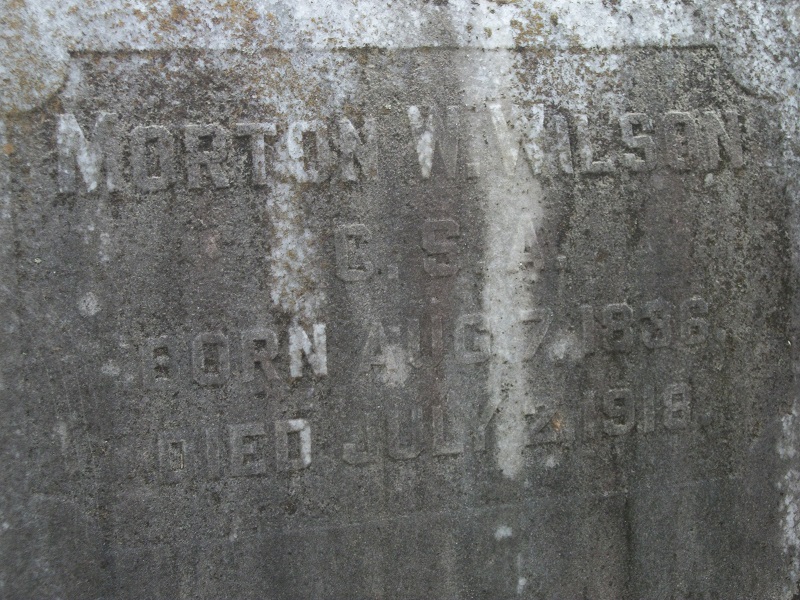 MORTON W. WILSON
C. S. A.
BORN AUG. 7, 1836.
DIED JULY 2, 1918.